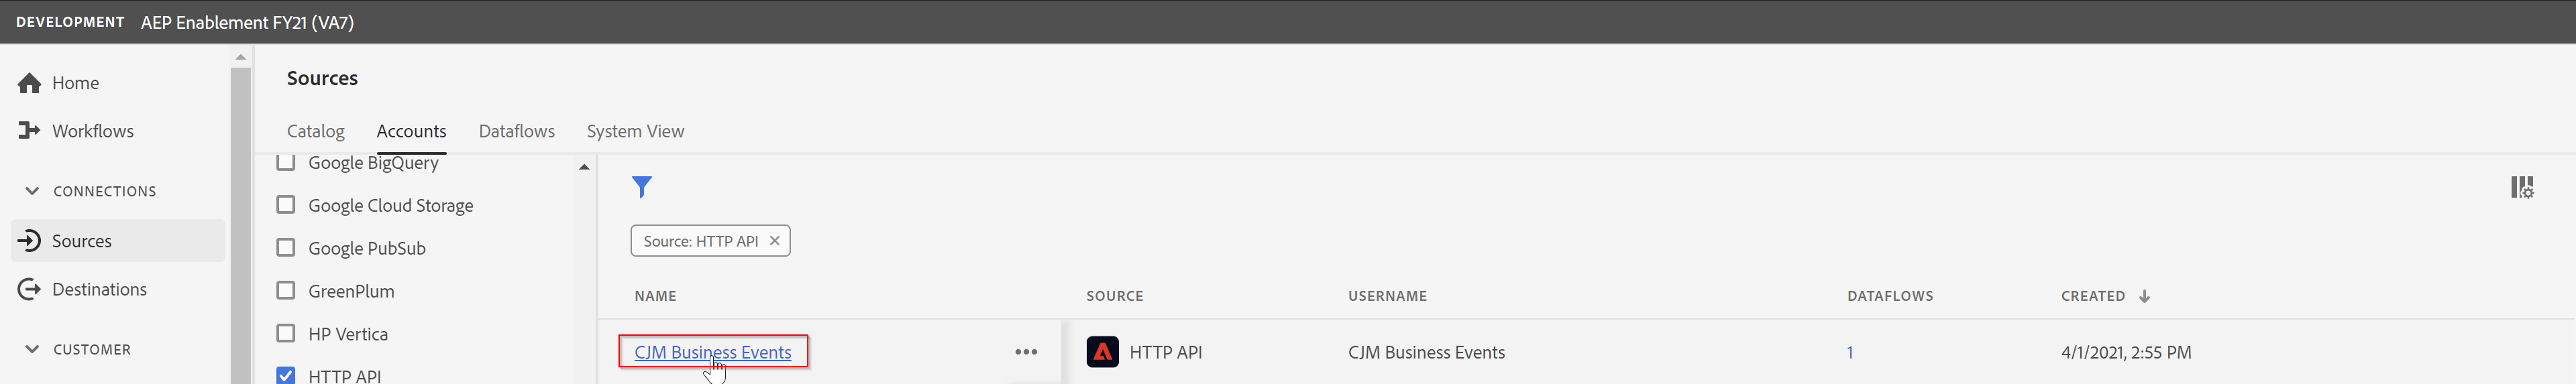 DEVELOPMENT AEP Enablement FY21 (VA7)
Home
Workflows
CONNECTIONS
Sources
Destinations
CUSTOMER
Sources
Catalog Accounts Dataflows System View
Google BigQuery
Google Cloud Storage
Google PubSub
GreenPlum
HP Vertica
HTTP API
Source: HTTP API
NAME SOURCE USERNAME DATAFLOWS CREATED
CJM Business Events HTTP API CJM Business Events 1 4/1/2021, 2:55 PM